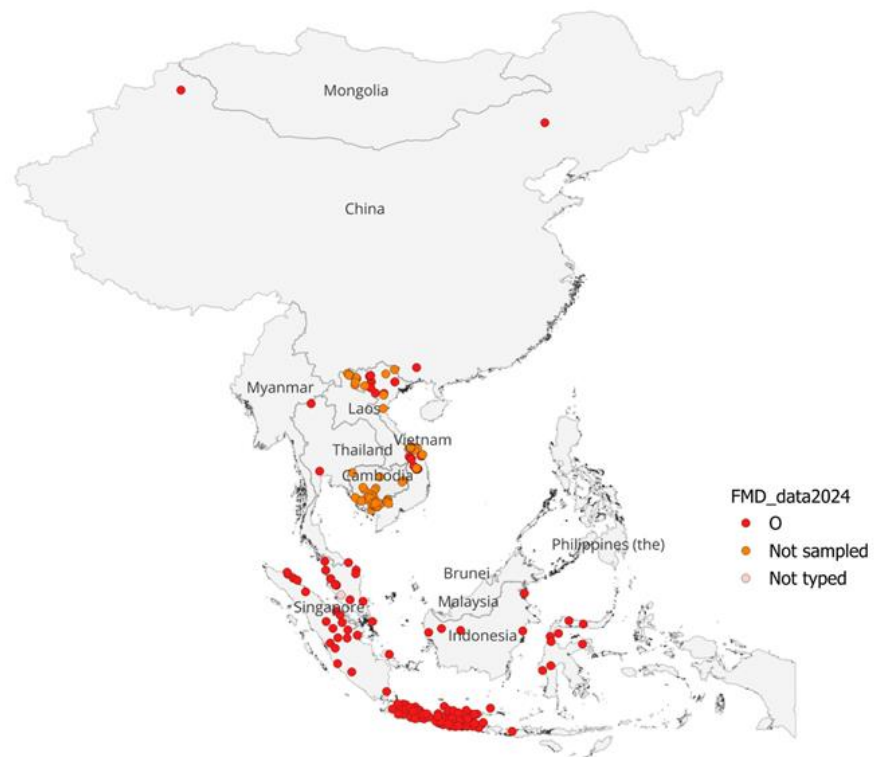 Mongolia
China
Myanmar
Laos
Thailand
Vietnam
Cambodia
FMD_data2024
O
Not sampled
Not typed
Philippines (the)
Brunei
Malaysia
Singapore
Indonesia